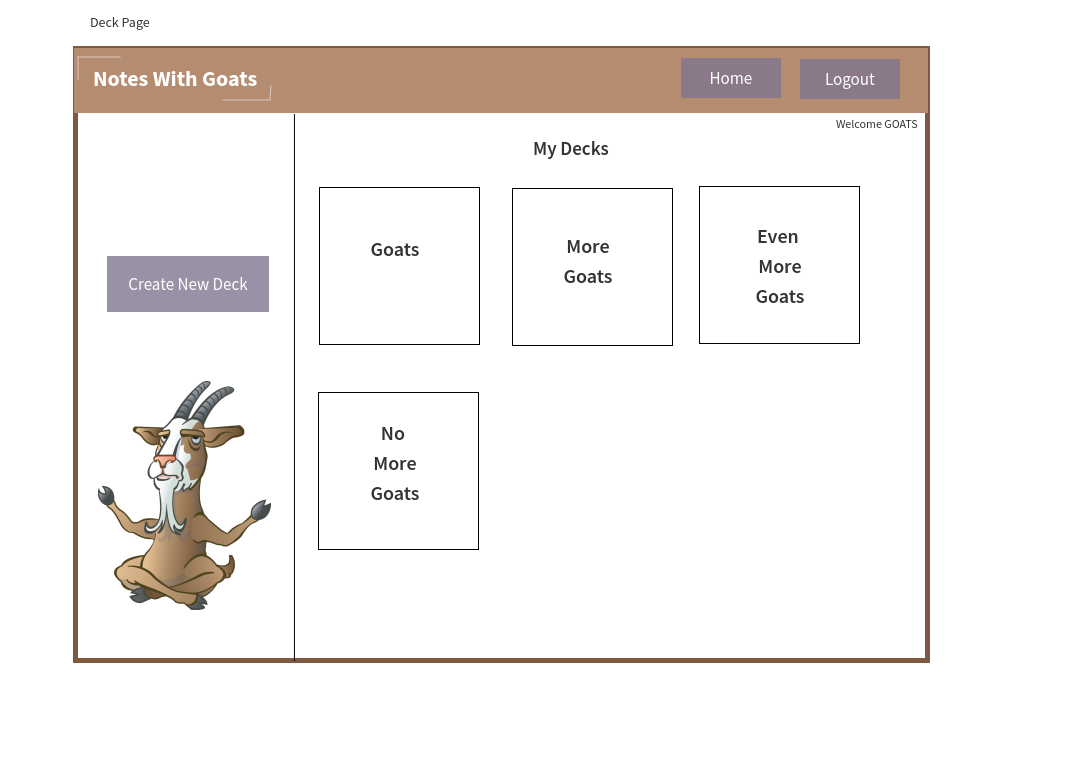 Deck Page
Notes With Goats
Home
Logout
Welcome GOATS
My Decks
Create New Deck
Goats
More
Goats
Even
More
Goats
No
More
Goats